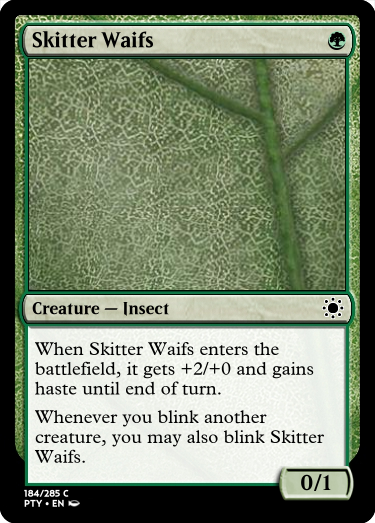 Skitter Waifs
Creature — Insect
When Skitter Waifs enters the
battlefield, it gets +2/+0 and gains
haste until end of turn.
Whenever you blink another
creature, you may also blink Skitter
Waifs.
0/1
184/285 C
PTY • EN